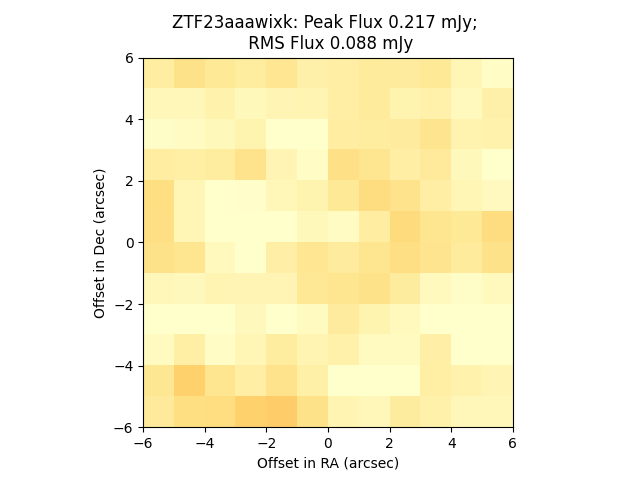 ZTF23aaawixk: Peak Flux 0.217 mJy;
RMS Flux 0.088 mJy
6
4
2
0
−2
−4
−6
Offset in Dec (arcsec)
−6 −4 −2 0 2 4 6
Offset in RA (arcsec)